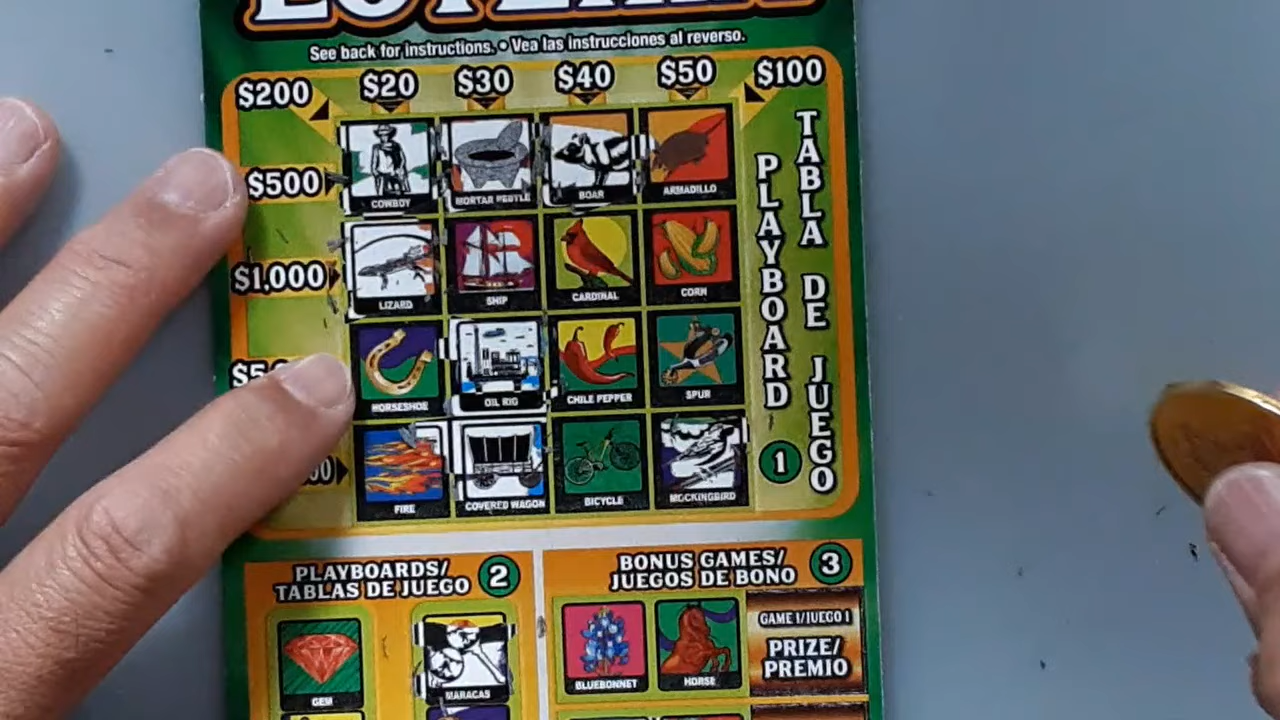 See back for instructions. • Vea las instrucciones al reverso.
$200 $20 $30 $40 $50 $100
$500
COWBOY MORTAR PESTLE BOAR ARMADILLO
$1,000
LIZARD SHIP CARDINAL CORN
HORSESHOE OIL RIG CHILE PEPPER SPUR
FIRE COVERED WAGON BICYCLE MOCKINGBIRD
PLAYBOARD
TABLA DE JUEGO
1
PLAYBOARDS/
TABLAS DE JUEGO 2
GEM MARACAS
BONUS GAMES/
JUEGOS DE BONO 3
BLUEBONNET HORSE
GAME 1/JUEGO 1
PRIZE/
PREMIO